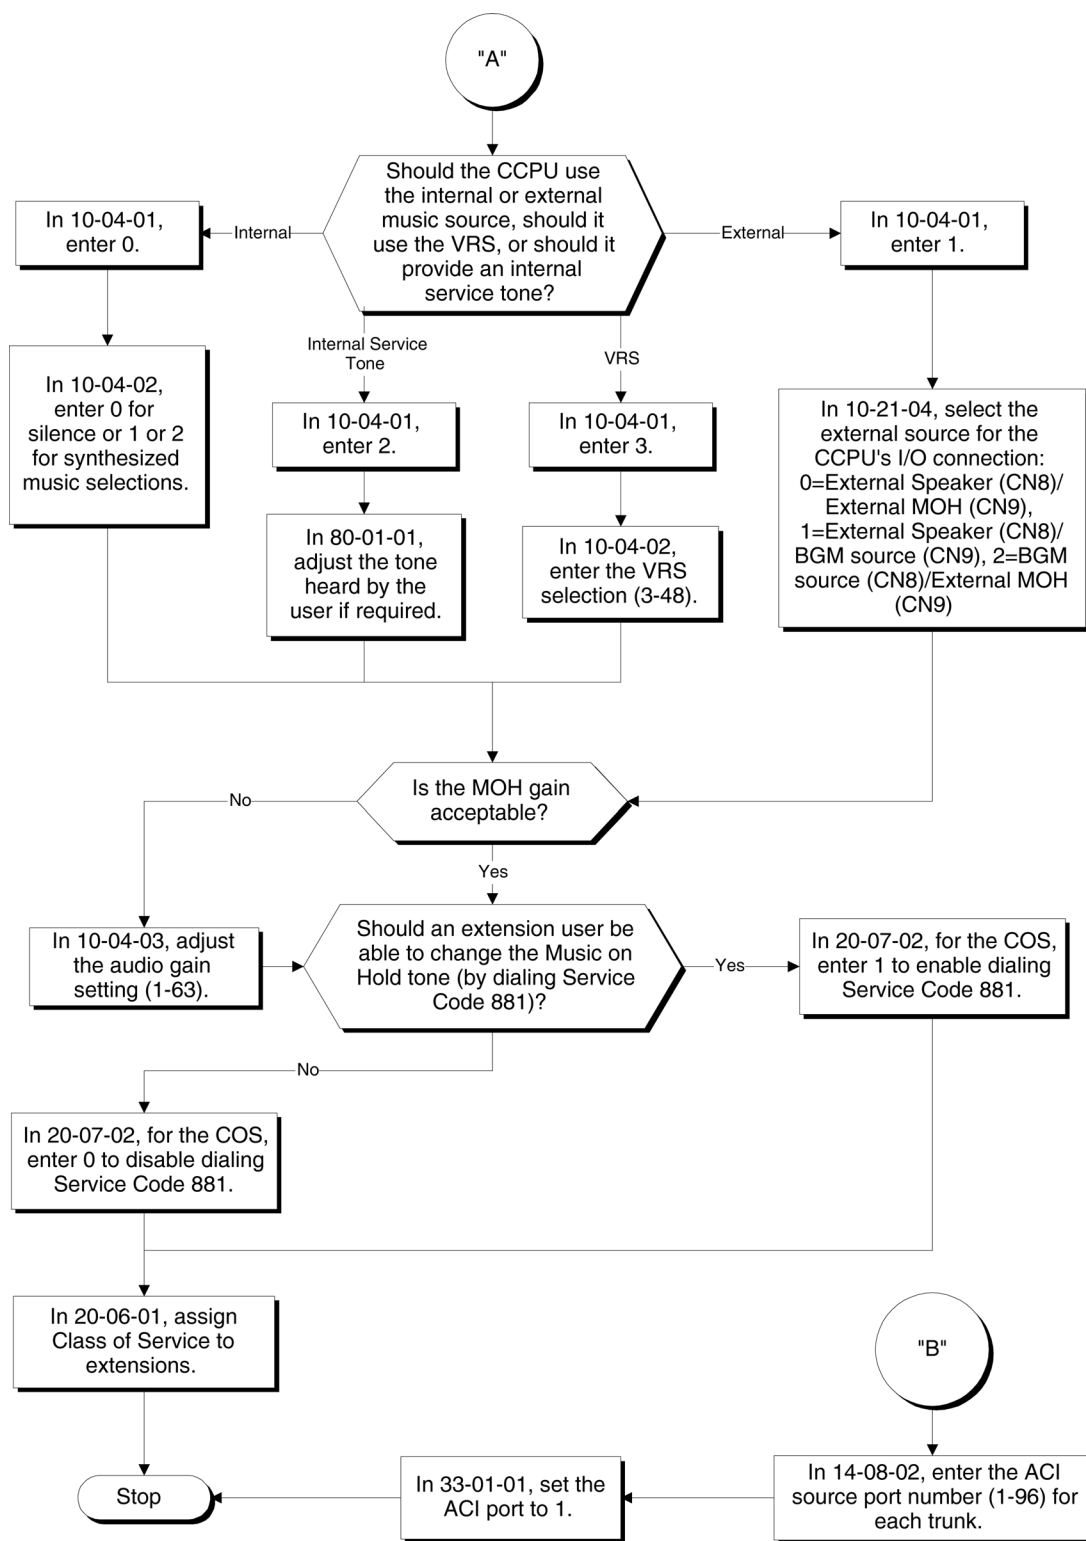 "A"
Should the CCPU use
the internal or external
music source, should it
use the VRS, or should it
provide an internal
service tone?
Internal
External
In 10-04-01,
enter 0.
In 10-04-01,
enter 1.
Internal Service
Tone
VRS
In 10-04-02,
enter 0 for
silence or 1 or 2
for synthesized
music selections.
In 10-04-01,
enter 2.
In 10-04-01,
enter 3.
In 10-21-04, select the
external source for the
CCPU's I/O connection:
0=External Speaker (CN8)/
External MOH (CN9),
1=External Speaker (CN8)/
BGM source (CN9), 2=BGM
source (CN8)/External MOH
(CN9)
In 80-01-01,
adjust the tone
heard by the
user if required.
In 10-04-02,
enter the VRS
selection (3-48).
Is the MOH gain
acceptable?
No
Yes
In 10-04-03, adjust
the audio gain
setting (1-63).
Should an extension user be
able to change the Music on
Hold tone (by dialing Service
Code 881)?
Yes
In 20-07-02, for the COS,
enter 1 to enable dialing
Service Code 881.
No
In 20-07-02, for the COS,
enter 0 to disable dialing
Service Code 881.
In 20-06-01, assign
Class of Service to
extensions.
"B"
Stop
In 33-01-01, set the
ACI port to 1.
In 14-08-02, enter the ACI
source port number (1-96) for
each trunk.